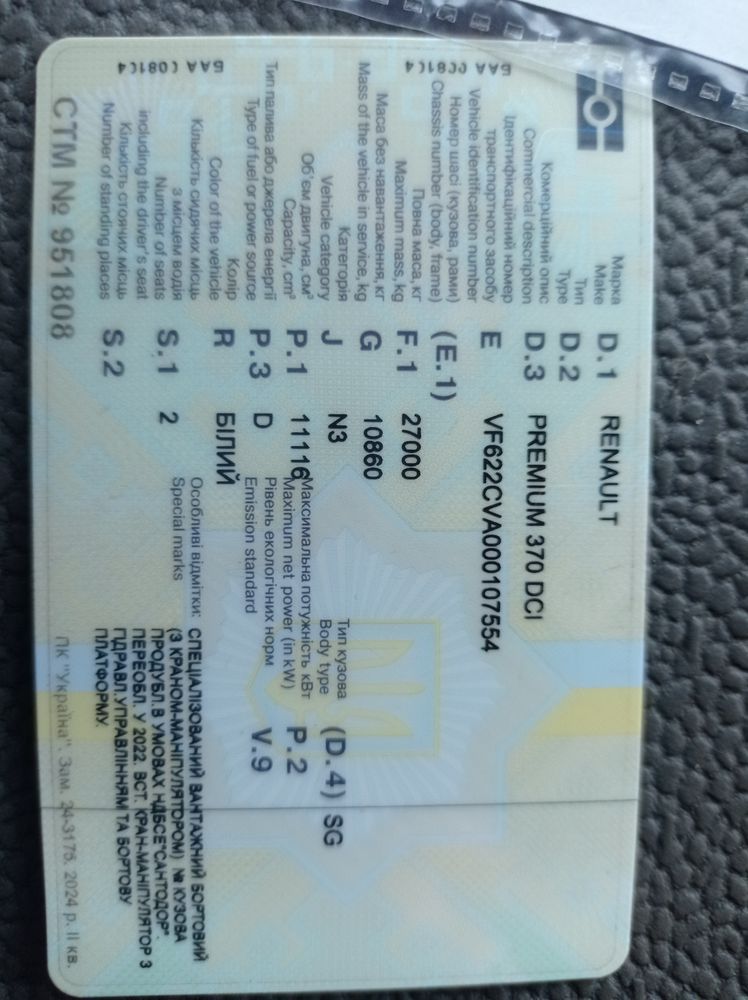 Марка
Make
D.1
RENAULT
Тип
Type
D.2
Комерційний опис
Commercial description
D.3
PREMIUM 370 DCI
Ідентифікаційний номер
транспортного засобу
Vehicle identification number
E
VF622CVA000107554
Номер шасі (кузова, рами)
Chassis number (body, frame)
(E.1)
Повна маса, кг
Maximum mass, kg
F.1
27000
Маса без навантаження, кг
Mass of the vehicle in service, kg
G
10860
Категорія
Vehicle category
J
N3
Тип кузова
Body type
(D.4)
SG
Об'єм двигуна, см³
Capacity, cm³
P.1
11116
Максимальна потужність кВт
Maximum net power (in kW)
P.2
Тип палива або джерела енергії
Type of fuel or power source
P.3
D
Рівень екологічних норм
Emission standard
V.9
Колір
Color of the vehicle
R
БІЛИЙ
Кількість сидячих місць
з місцем водія
Number of seats
including the driver's seat
S.1
2
Особливі відмітки:
Special marks
СПЕЦІАЛІЗОВАНИЙ ВАНТАЖНИЙ БОРТОВИЙ
(З КРАНОМ-МАНІПУЛЯТОРОМ) № КУЗОВА
ПРОДУБЛ.В УМОВАХ НДБСЕ"САНТОДОР".
ПЕРЕОБЛ. У 2022. ВСТ. КРАН-МАНІПУЛЯТОР З
ГІДРАВЛ.УПРАВЛІННЯМ ТА БОРТОВУ
ПЛАТФОРМУ.
Кількість стоячих місць
Number of standing places
S.2
СТМ № 951808
ПК "Україна". Зам. 24-3175. 2024 р. II кв.